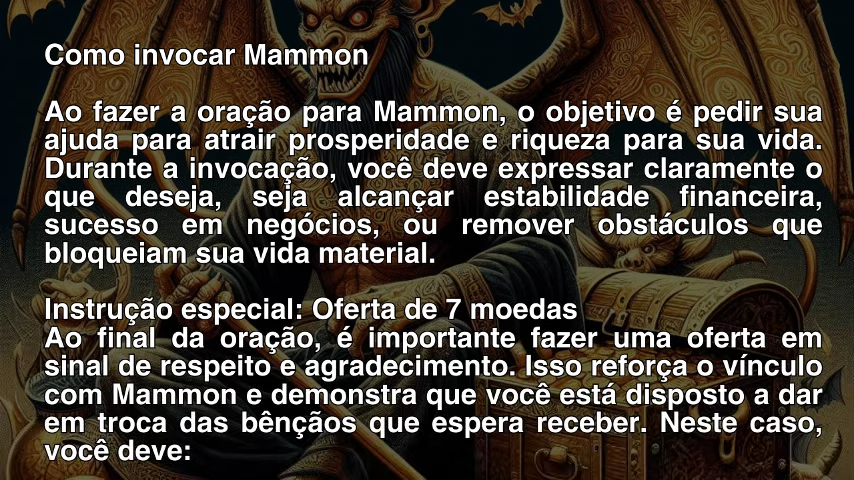 Como invocar Mammon
Ao fazer a oração para Mammon, o objetivo é pedir sua
ajuda para atrair prosperidade e riqueza para sua vida.
Durante a invocação, você deve expressar claramente o
que deseja, seja alcançar estabilidade financeira,
sucesso em negócios, ou remover obstáculos que
bloqueiam sua vida material.
Instrução especial: Oferta de 7 moedas
Ao final da oração, é importante fazer uma oferta em
sinal de respeito e agradecimento. Isso reforça o vínculo
com Mammon e demonstra que você está disposto a dar
em troca das bênçãos que espera receber. Neste caso,
você deve: